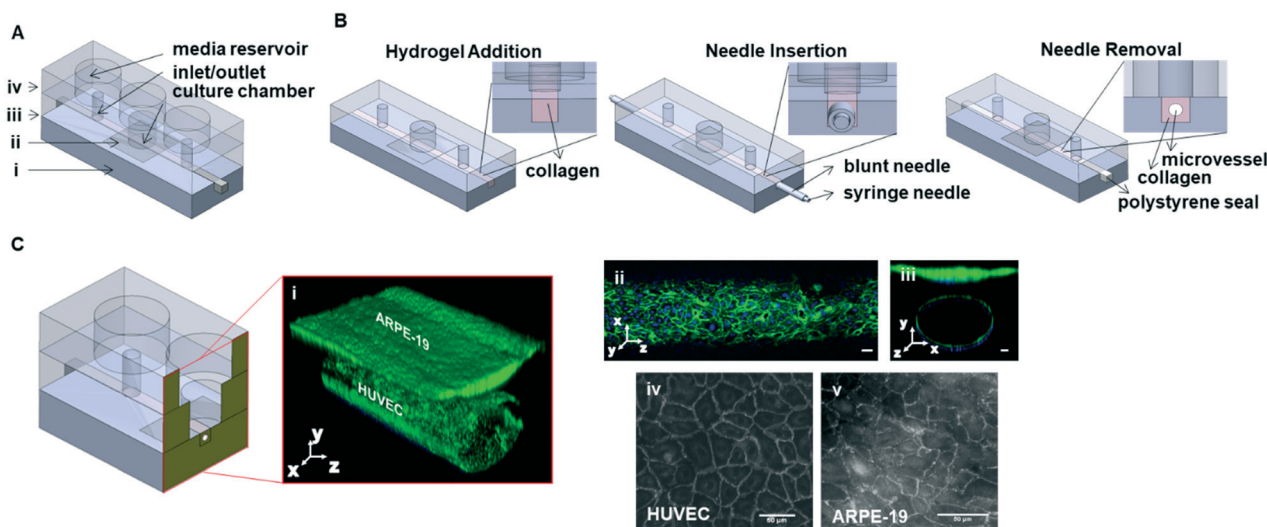 A
media reservoir
inlet/outlet
culture chamber
iv
iii
ii
i
B
Hydrogel Addition
collagen
Needle Insertion
blunt needle
syringe needle
Needle Removal
microvessel
collagen
polystyrene seal
C
i
ARPE-19
HUVEC
y
x
z
ii
x
y
z
iii
y
z
x
iv
HUVEC
50 µm
v
ARPE-19
50 µm